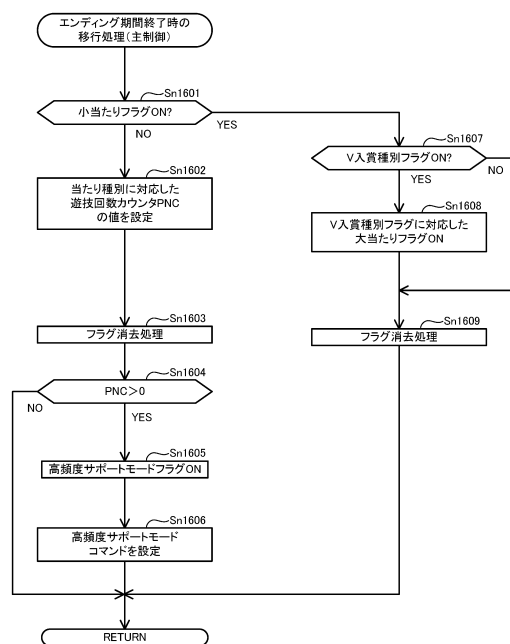 エンディング期間終了時の
移行処理(主制御)
Sn1601
小当たりフラグON?
NO
YES
Sn1602
当たり種別に対応した
遊技回数カウンタPNC
の値を設定
Sn1607
V入賞種別フラグON?
NO
YES
Sn1608
V入賞種別フラグに対応した
大当たりフラグON
Sn1603
フラグ消去処理
Sn1609
フラグ消去処理
Sn1604
PNC>0
NO
YES
Sn1605
高頻度サポートモードフラグON
Sn1606
高頻度サポートモード
コマンドを設定
RETURN